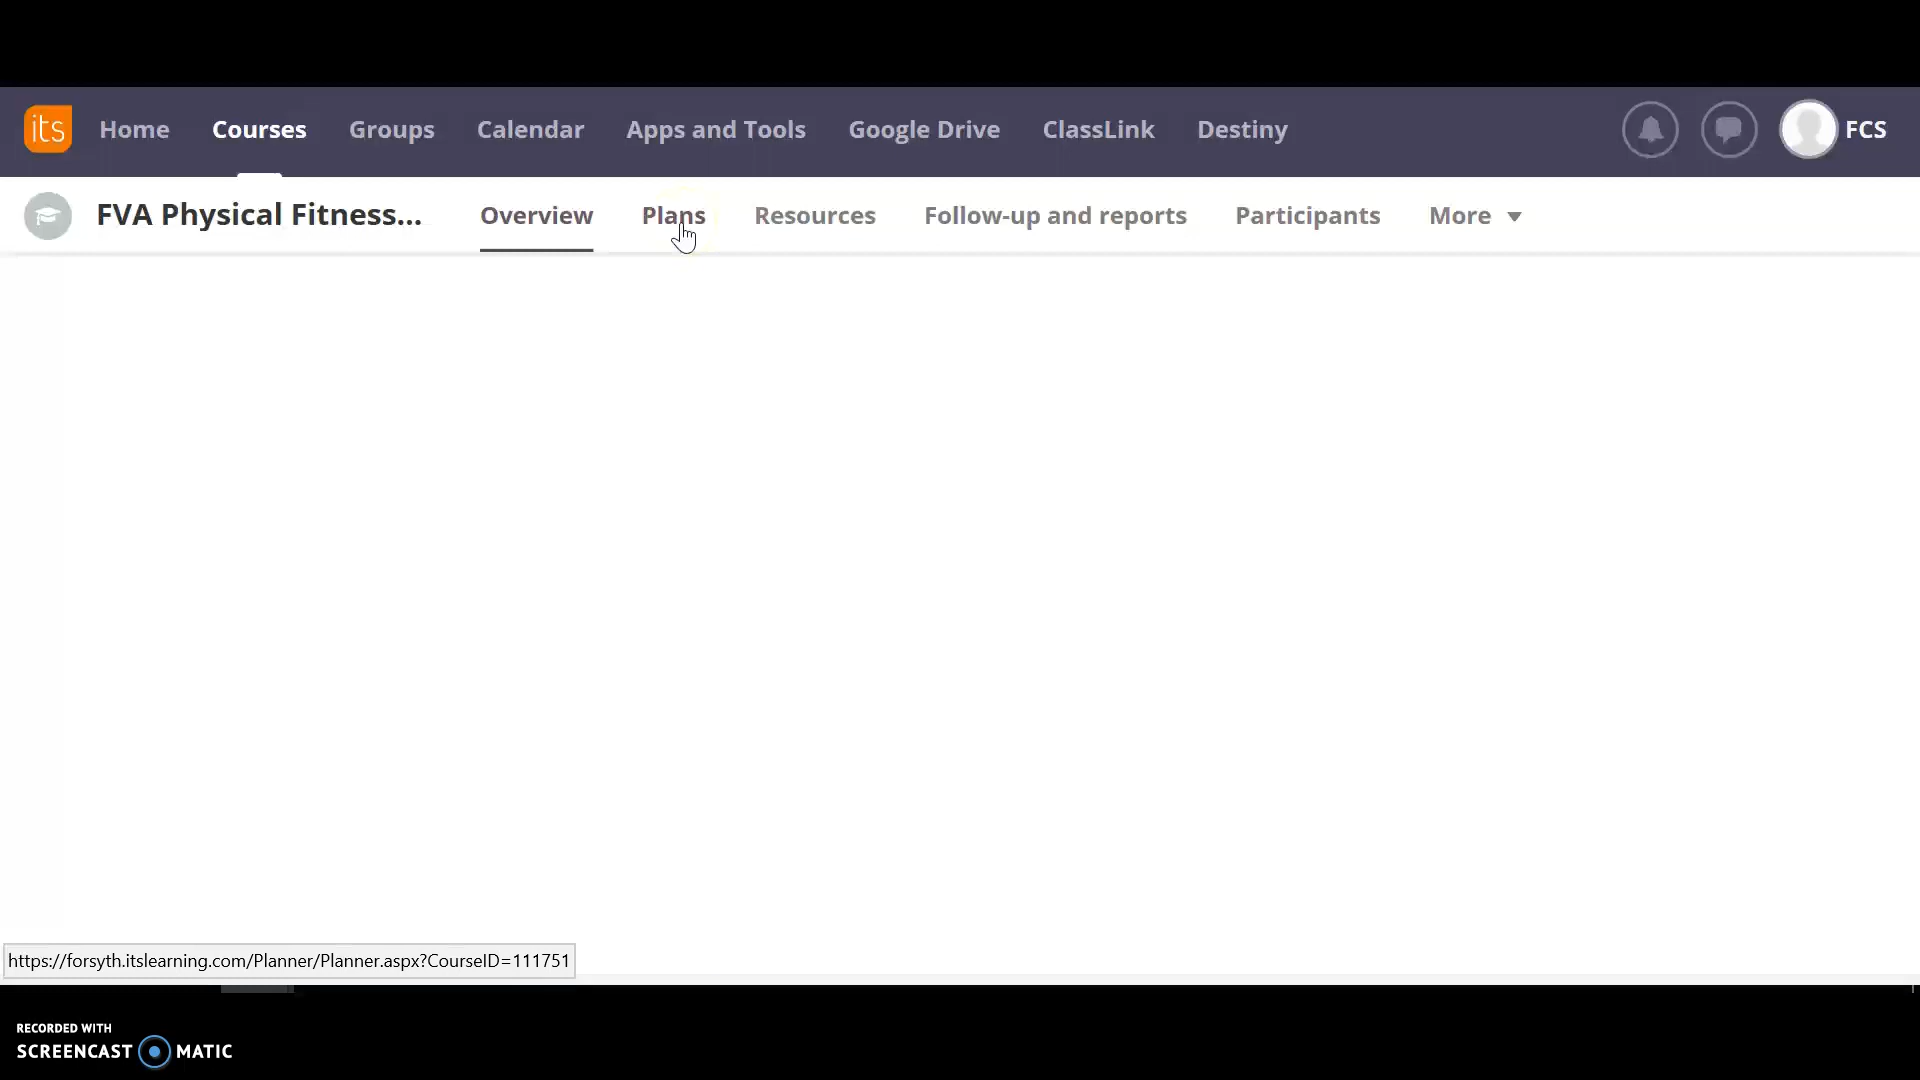 its Home Courses Groups Calendar Apps and Tools Google Drive ClassLink Destiny FCS
FVA Physical Fitness... Overview Plans Resources Follow-up and reports Participants More
https://forsyth.itslearning.com/Planner/Planner.aspx?CourseID=111751
RECORDED WITH
SCREENCAST MATIC